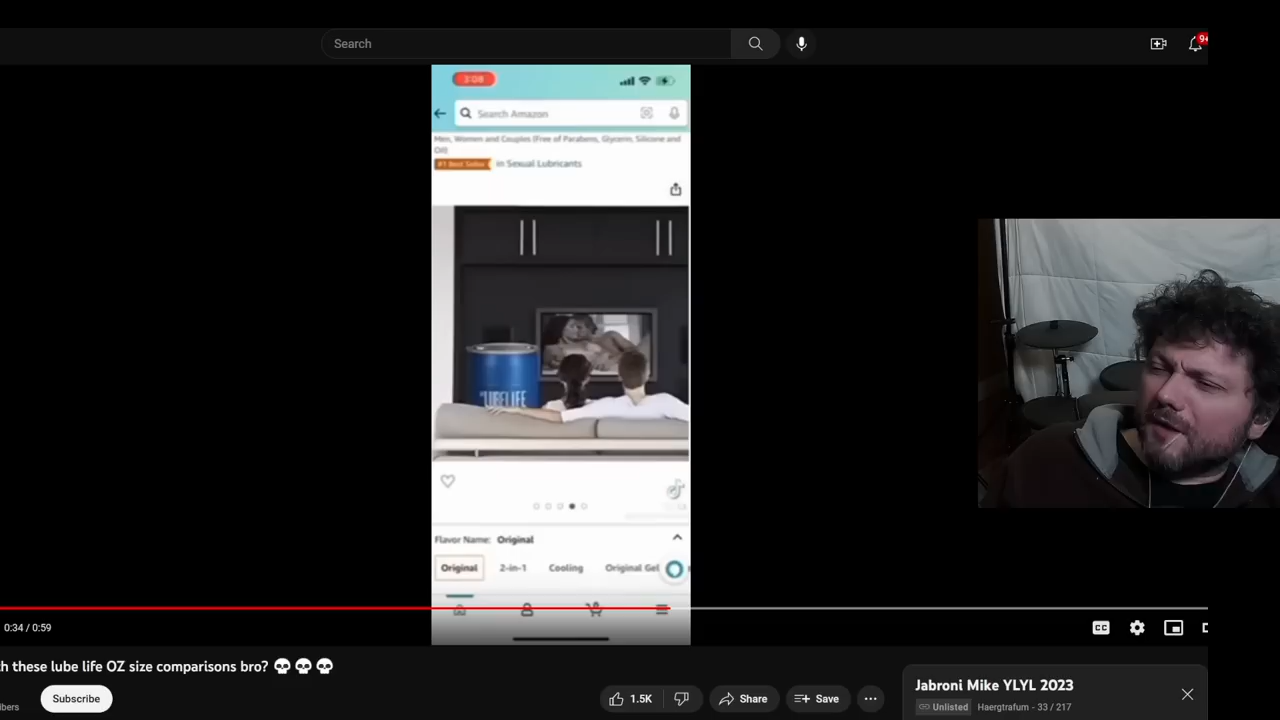 Search
9+
3:08
Search Amazon
Men, Women and Couples (Free of Parabens, Glycerin, Silicone and
Oil)
#1 Best Seller in Sexual Lubricants
LUBELIFE
Flavor Name: Original
Original 2-in-1 Cooling Original Gel
0:34 / 0:59
CC
h these lube life OZ size comparisons bro? 💀💀💀
bers
Subscribe
1.5K
Share
Save
Jabroni Mike YLYL 2023
Unlisted Haergtrafum - 33 / 217